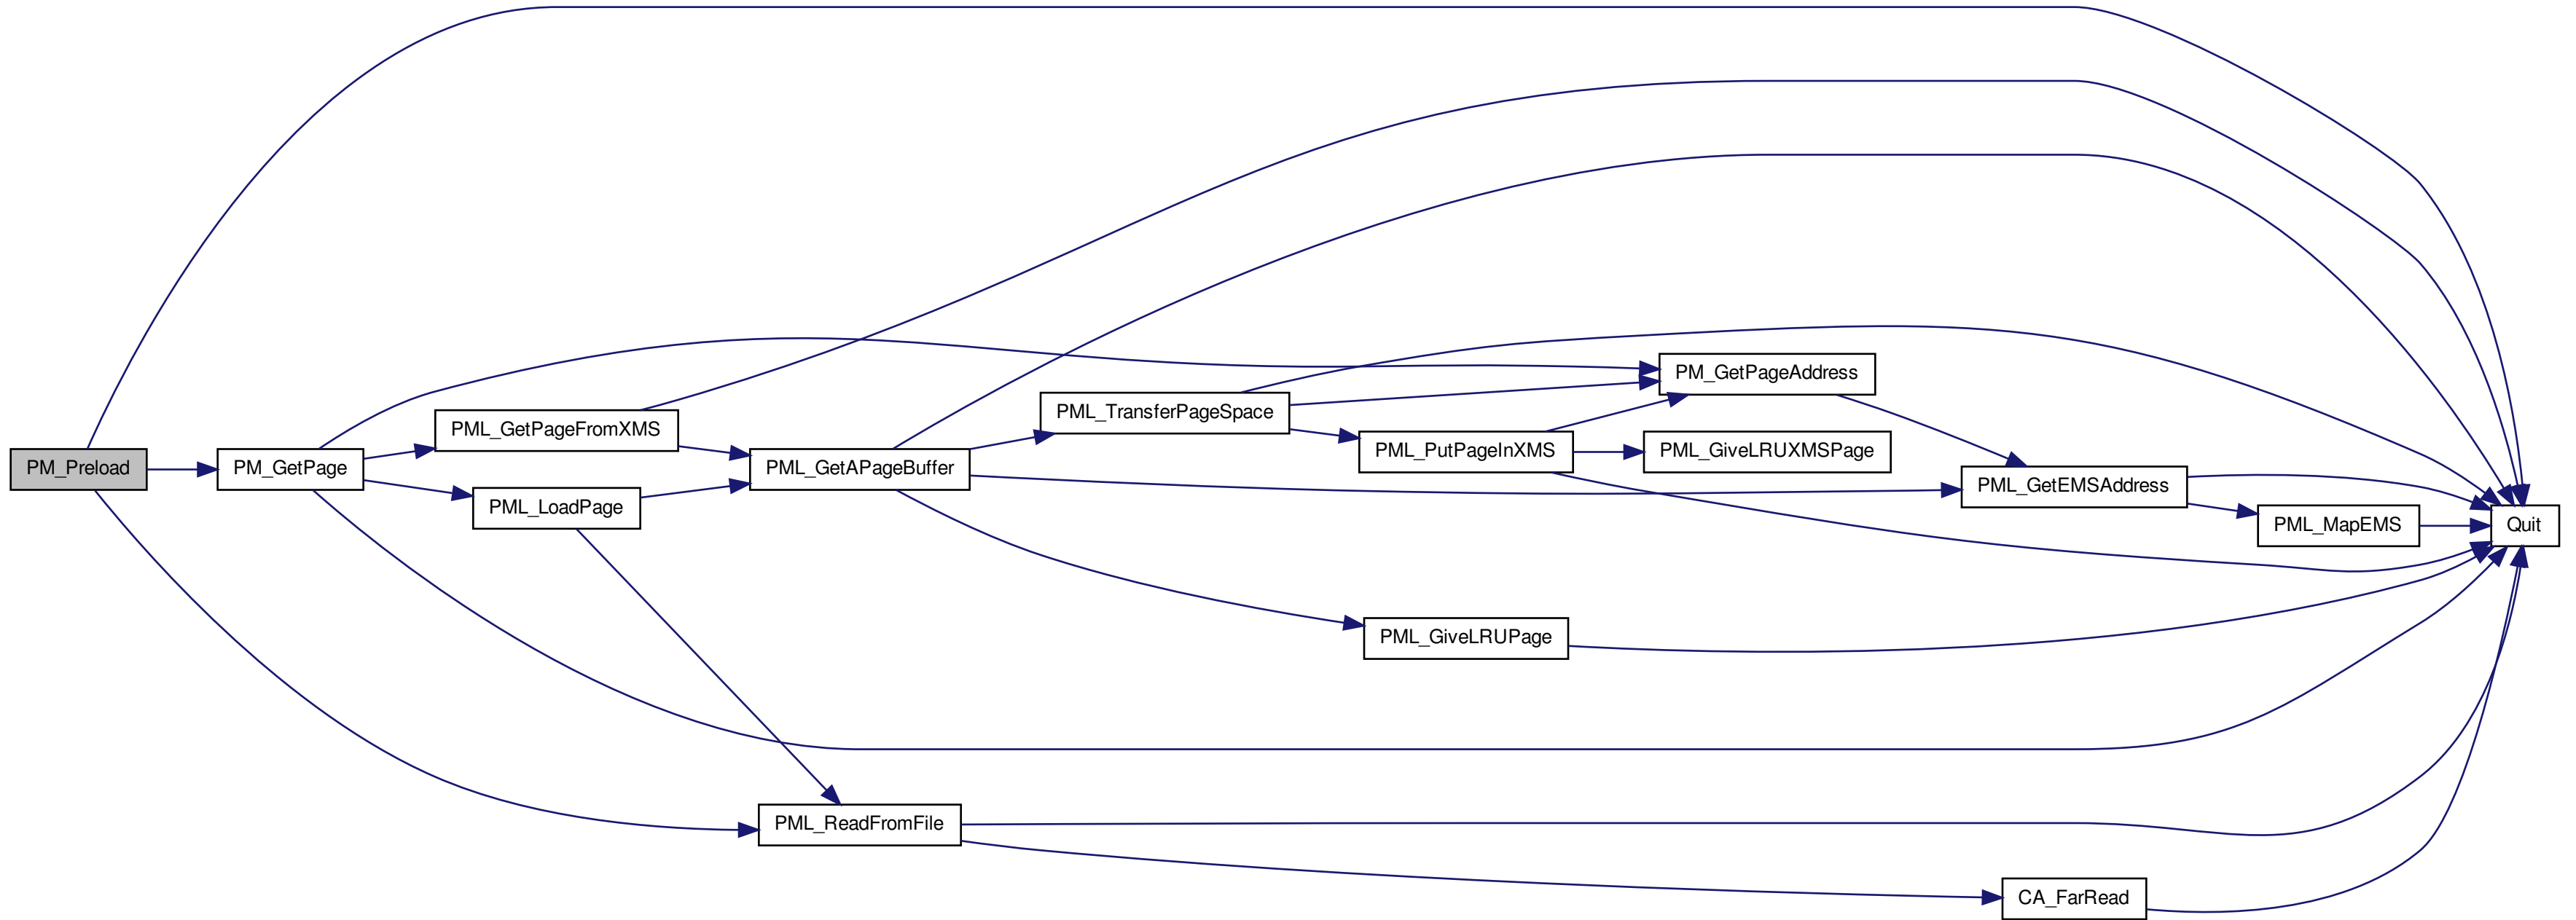 PM_Preload
PM_GetPage
PML_GetPageFromXMS
PML_LoadPage
PML_GetAPageBuffer
PML_ReadFromFile
PML_TransferPageSpace
PML_PutPageInXMS
PML_GiveLRUPage
PM_GetPageAddress
PML_GiveLRUXMSPage
PML_GetEMSAddress
CA_FarRead
PML_MapEMS
Quit